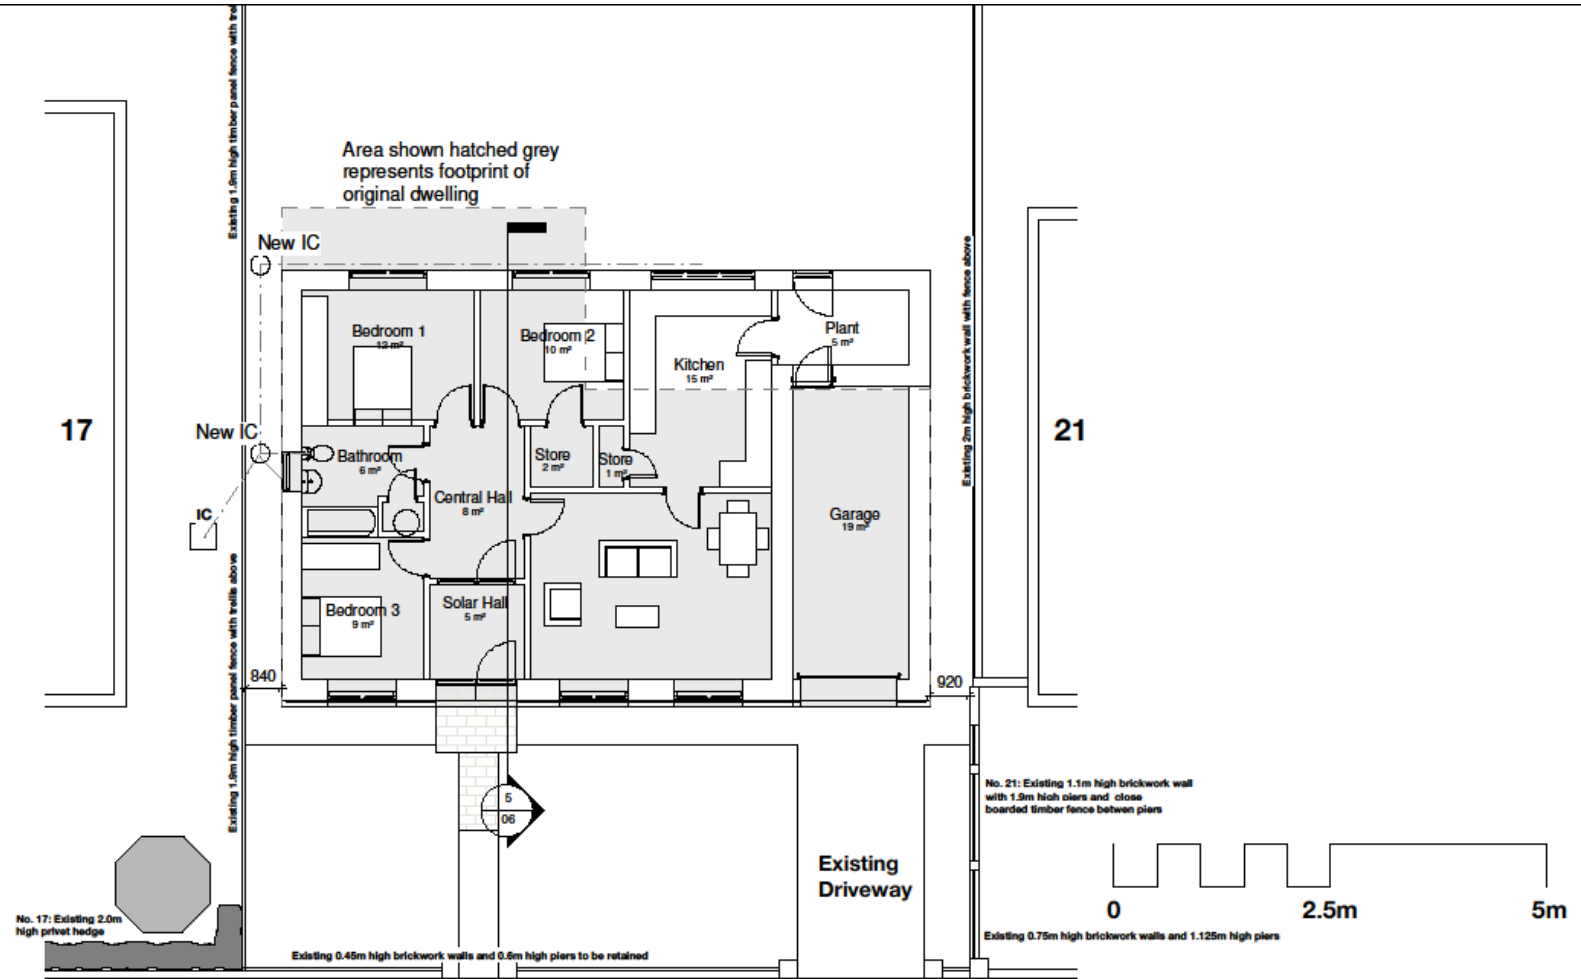 Existing 1.9m high timber panel fence with trel
Area shown hatched grey
represents footprint of
original dwelling
New IC
Existing 2m high brickwork wall with fence above
Bedroom 1
12 m²
Bedroom 2
10 m²
Kitchen
15 m²
Plant
5 m²
17
New IC
21
Bathroom
6 m²
Store
2 m²
Store
1 m²
Central Hall
8 m²
IC
Garage
19 m²
Existing 1.9m high timber panel fence with trellis above
Bedroom 3
9 m²
Solar Hall
5 m²
840
920
5
06
No. 21: Existing 1.1m high brickwork wall
with 1.9m high piers and close
boarded timber fence betwen piers
Existing
Driveway
0
2.5m
5m
No. 17: Existing 2.0m
high privet hedge
Existing 0.75m high brickwork walls and 1.125m high piers
Existing 0.45m high brickwork walls and 0.6m high piers to be retained